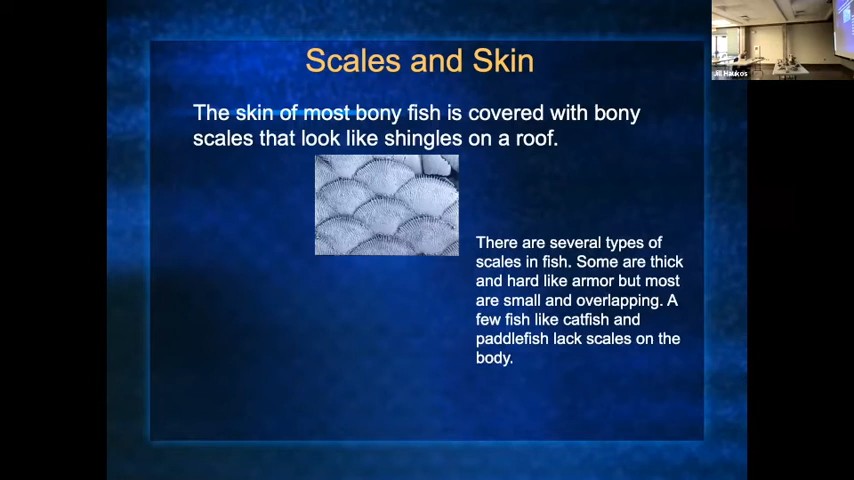 Scales and Skin
The skin of most bony fish is covered with bony
scales that look like shingles on a roof.
There are several types of
scales in fish. Some are thick
and hard like armor but most
are small and overlapping. A
few fish like catfish and
paddlefish lack scales on the
body.
Jill Haukos